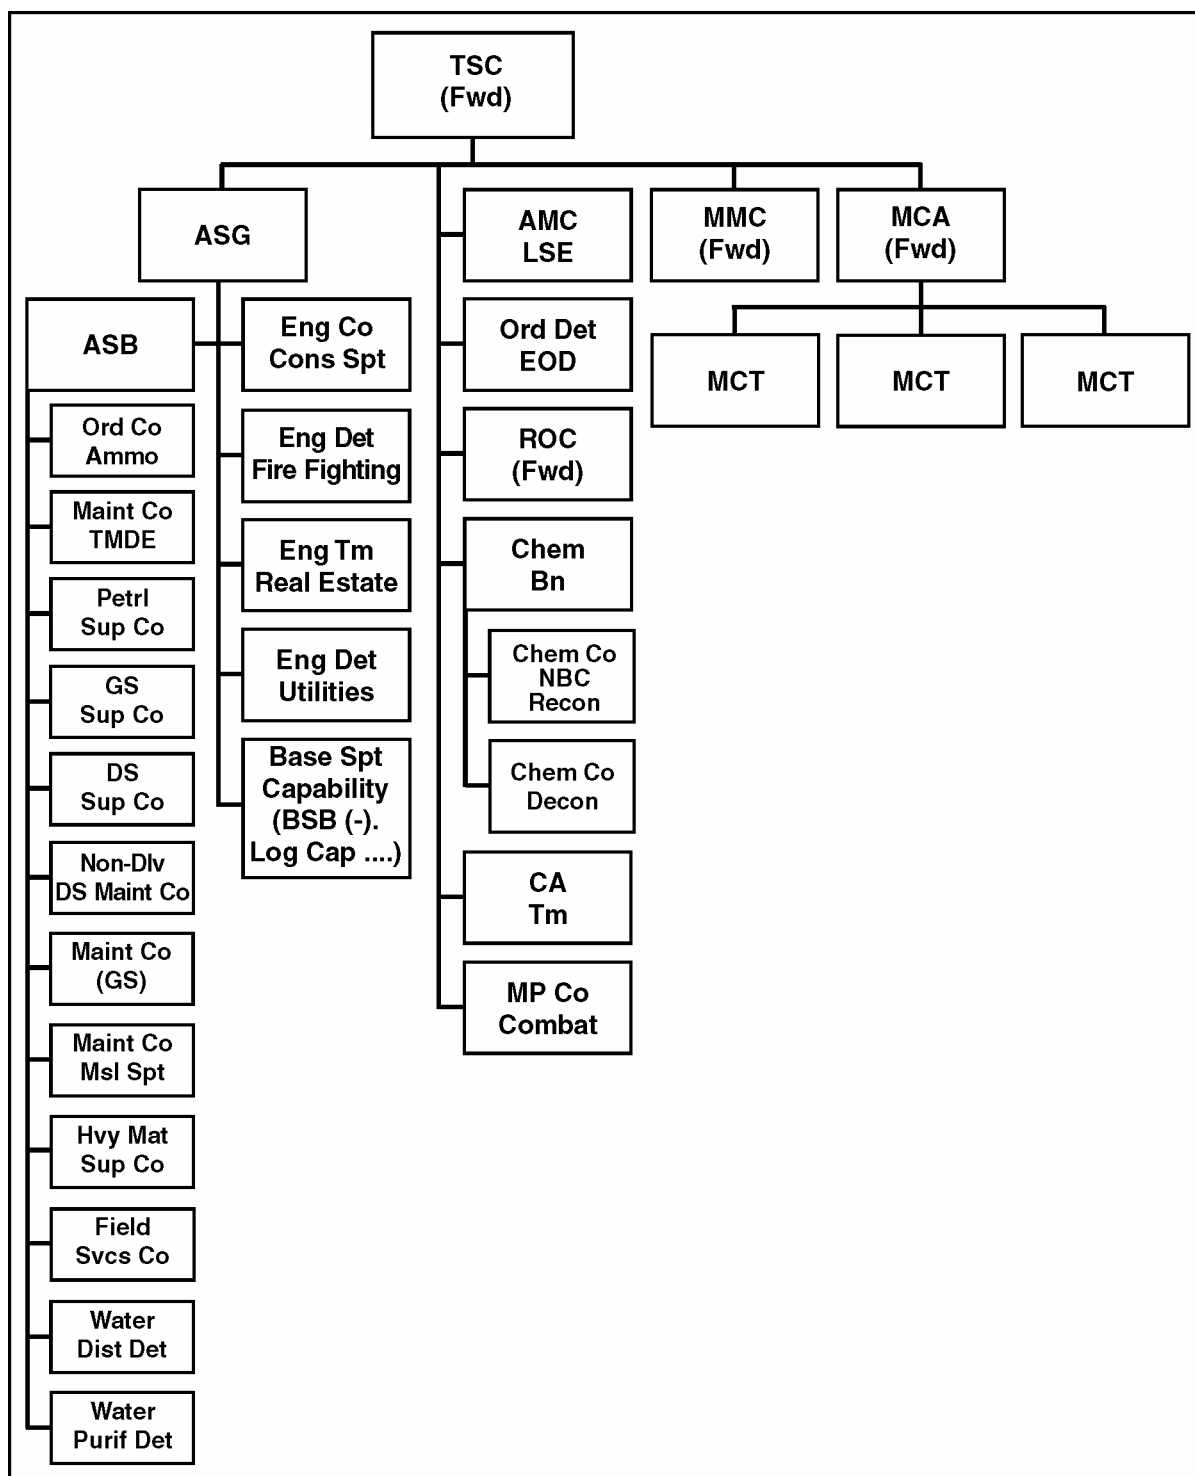 TSC
(Fwd)
ASG
AMC
LSE
MMC
(Fwd)
MCA
(Fwd)
ASB
Eng Co
Cons Spt
Ord Det
EOD
MCT
MCT
MCT
Ord Co
Ammo
Eng Det
Fire Fighting
ROC
(Fwd)
Maint Co
TMDE
Eng Tm
Real Estate
Chem
Bn
Petrl
Sup Co
Eng Det
Utilities
Chem Co
NBC
Recon
GS
Sup Co
Base Spt
Capability
(BSB (-).
Log Cap ....)
Chem Co
Decon
DS
Sup Co
Non-DIv
DS Maint Co
CA
Tm
Maint Co
(GS)
MP Co
Combat
Maint Co
Msl Spt
Hvy Mat
Sup Co
Field
Svcs Co
Water
Dist Det
Water
Purif Det